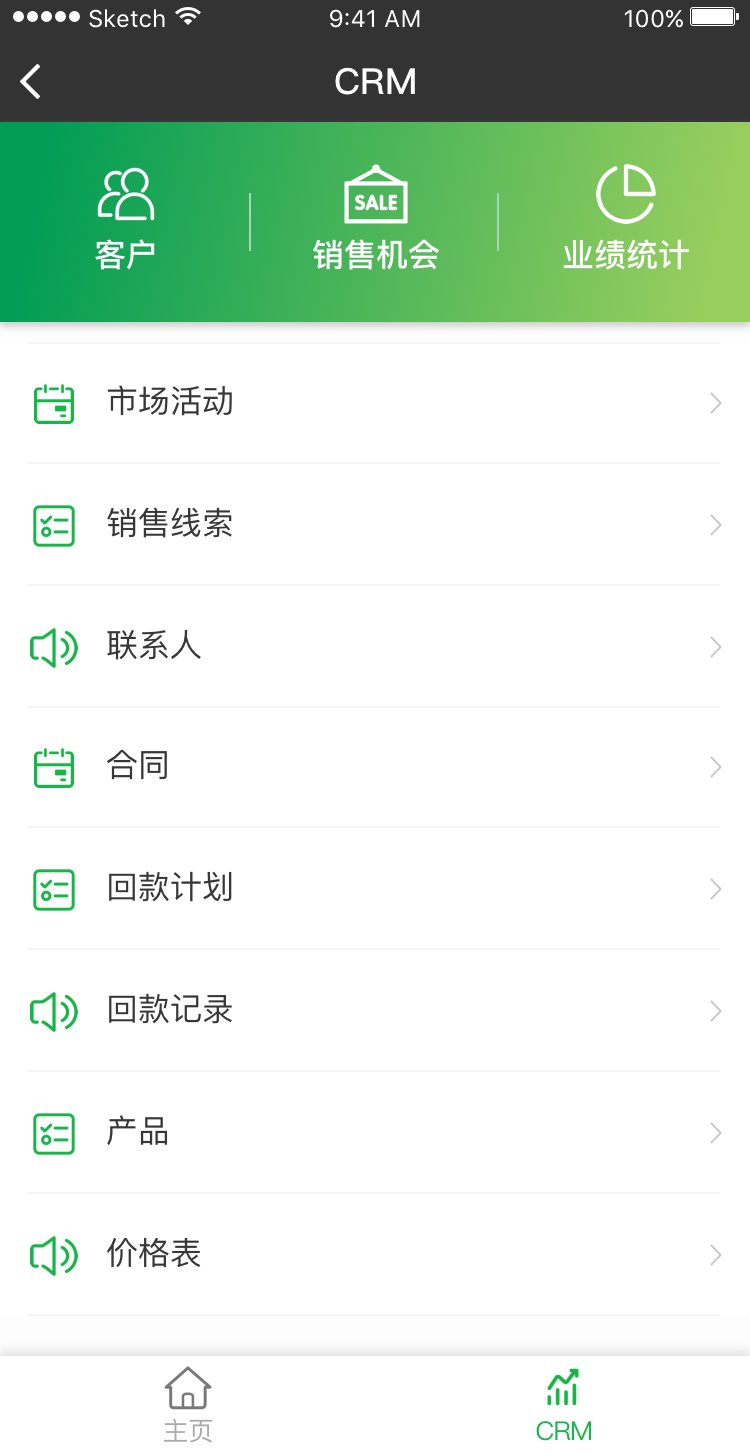 Sketch 9:41 AM 100%
CRM
SALE
客户 销售机会 业绩统计
市场活动
销售线索
联系人
合同
回款计划
回款记录
产品
价格表
主页 CRM